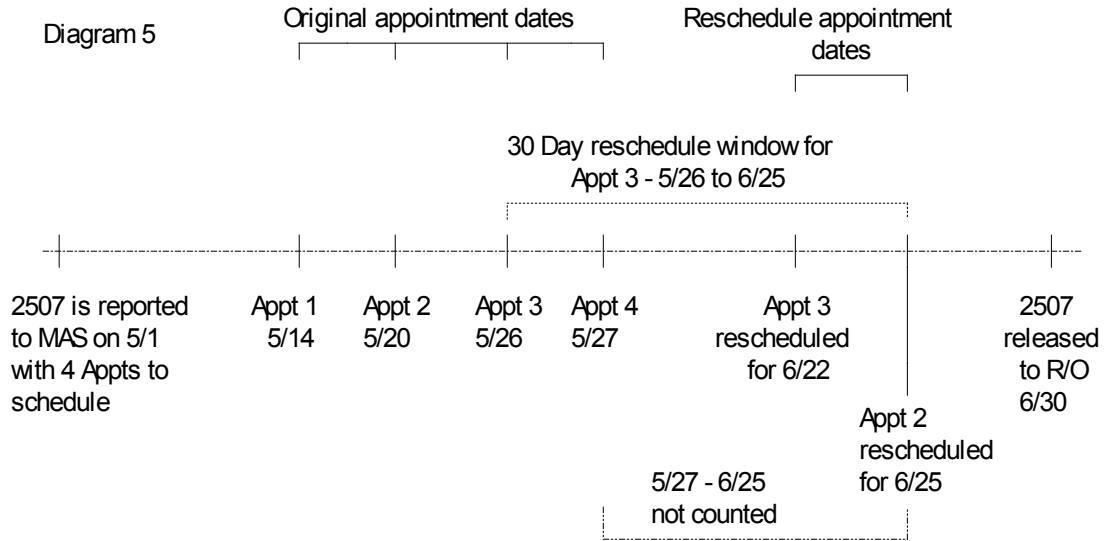 Diagram 5
Original appointment dates
Reschedule appointment
dates
30 Day reschedule window for
Appt 3 - 5/26 to 6/25
2507 is reported
to MAS on 5/1
with 4 Appts to
schedule
Appt 1
5/14
Appt 2
5/20
Appt 3
5/26
Appt 4
5/27
Appt 3
rescheduled
for 6/22
Appt 2
rescheduled
for 6/25
2507
released
to R/O
6/30
5/27 - 6/25
not counted